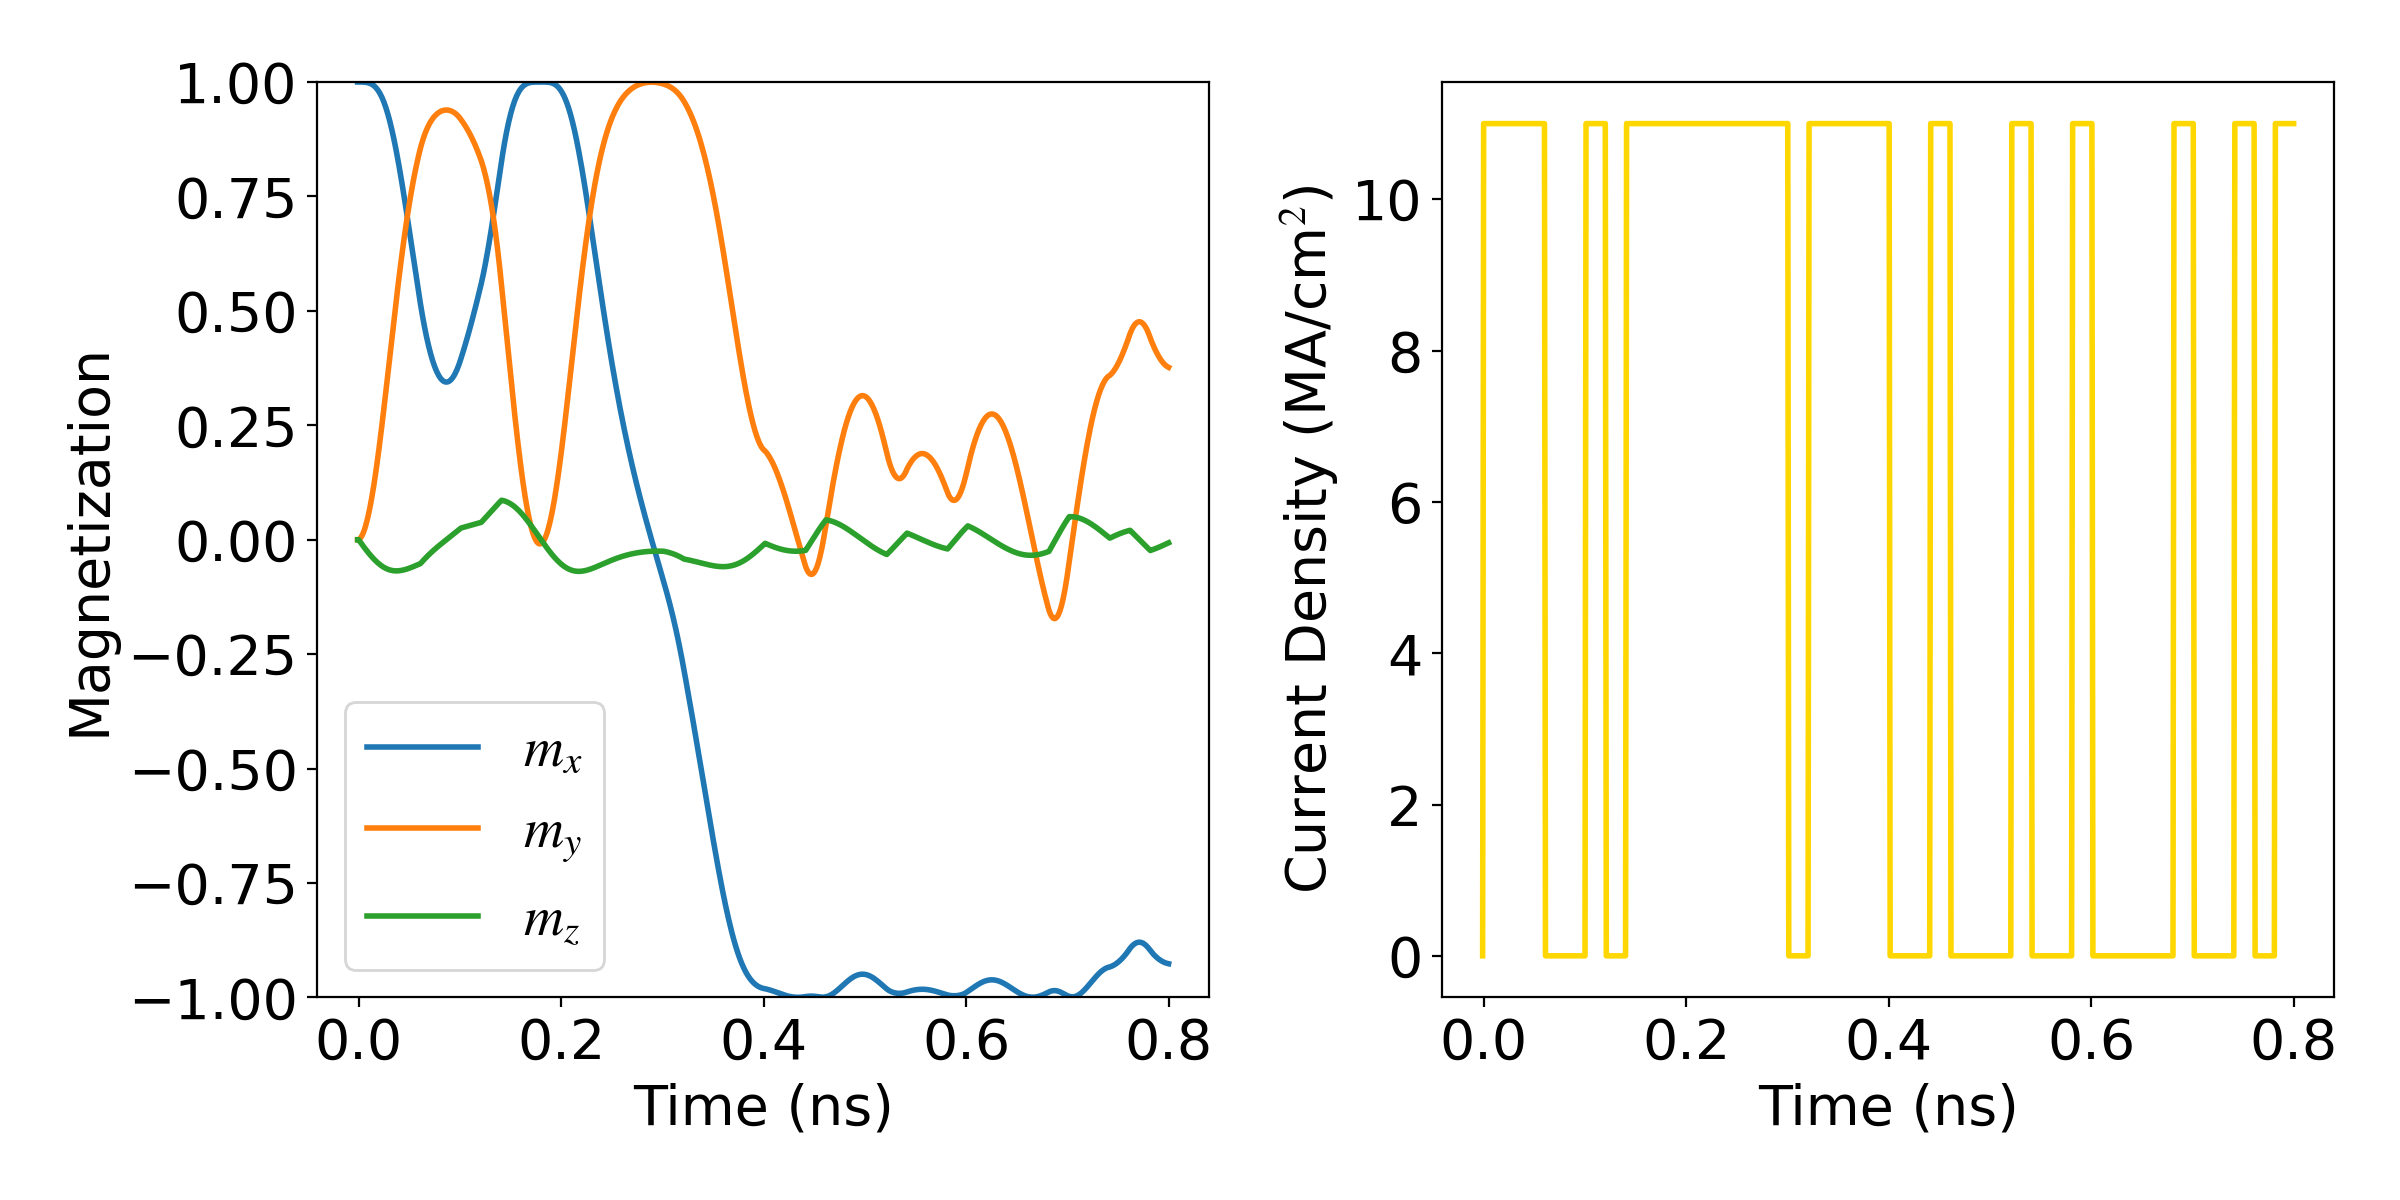 Magnetization
1.00
0.75
0.50
0.25
0.00
−0.25
−0.50
−0.75
−1.00
m_x
m_y
m_z
0.0 0.2 0.4 0.6 0.8
Time (ns)
Current Density (MA/cm²)
10
8
6
4
2
0
0.0 0.2 0.4 0.6 0.8
Time (ns)